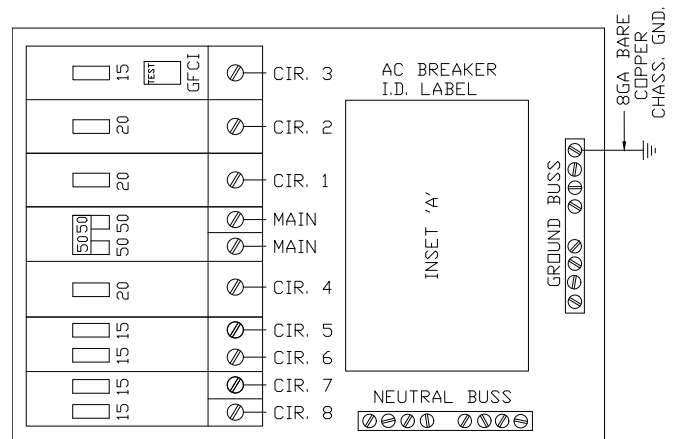 15 TEST GFCI CIR. 3
20 CIR. 2
20 CIR. 1
50 50 MAIN
50 50 MAIN
20 CIR. 4
15 CIR. 5
15 CIR. 6
15 CIR. 7
15 CIR. 8
AC BREAKER
I.D. LABEL
INSET 'A'
NEUTRAL BUSS
GROUND BUSS
8GA BARE
COPPER
CHASS. GND.